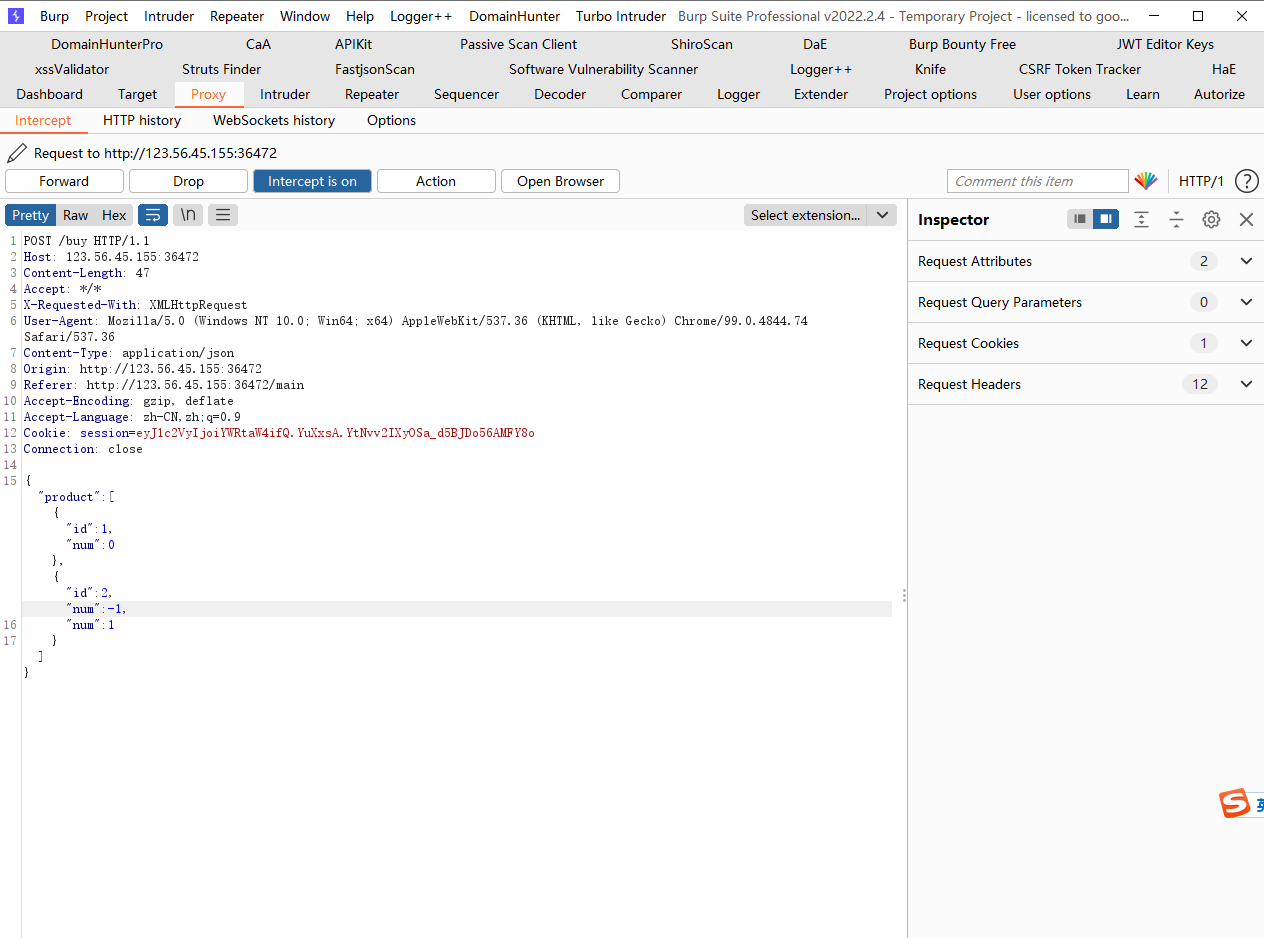 Burp Project Intruder Repeater Window Help Logger++ DomainHunter Turbo Intruder Burp Suite Professional v2022.2.4 - Temporary Project - licensed to goo...
DomainHunterPro CaA APIKit Passive Scan Client ShiroScan DaE Burp Bounty Free JWT Editor Keys
xssValidator Struts Finder FastjsonScan Software Vulnerability Scanner Logger++ Knife CSRF Token Tracker HaE
Dashboard Target Proxy Intruder Repeater Sequencer Decoder Comparer Logger Extender Project options User options Learn Autorize
Intercept HTTP history WebSockets history Options
Request to http://123.56.45.155:36472
Forward Drop Intercept is on Action Open Browser Comment this item HTTP/1 ?
Pretty Raw Hex \n Select extension...
1 POST /buy HTTP/1.1
2 Host: 123.56.45.155:36472
3 Content-Length: 47
4 Accept: */*
5 X-Requested-With: XMLHttpRequest
6 User-Agent: Mozilla/5.0 (Windows NT 10.0; Win64; x64) AppleWebKit/537.36 (KHTML, like Gecko) Chrome/99.0.4844.74
Safari/537.36
7 Content-Type: application/json
8 Origin: http://123.56.45.155:36472
9 Referer: http://123.56.45.155:36472/main
10 Accept-Encoding: gzip, deflate
11 Accept-Language: zh-CN,zh;q=0.9
12 Cookie: session=eyJ1c2VyIjoiYWRtaW4ifQ.YuXxsA.YtNvv2IXyOSa_d5BJDo56AMFY8o
13 Connection: close
14
15 {
"product":[
{
"id":1,
"num":0
},
{
"id":2,
"num":-1,
16 "num":1
17 }
]
}
Inspector
Request Attributes 2
Request Query Parameters 0
Request Cookies 1
Request Headers 12
S